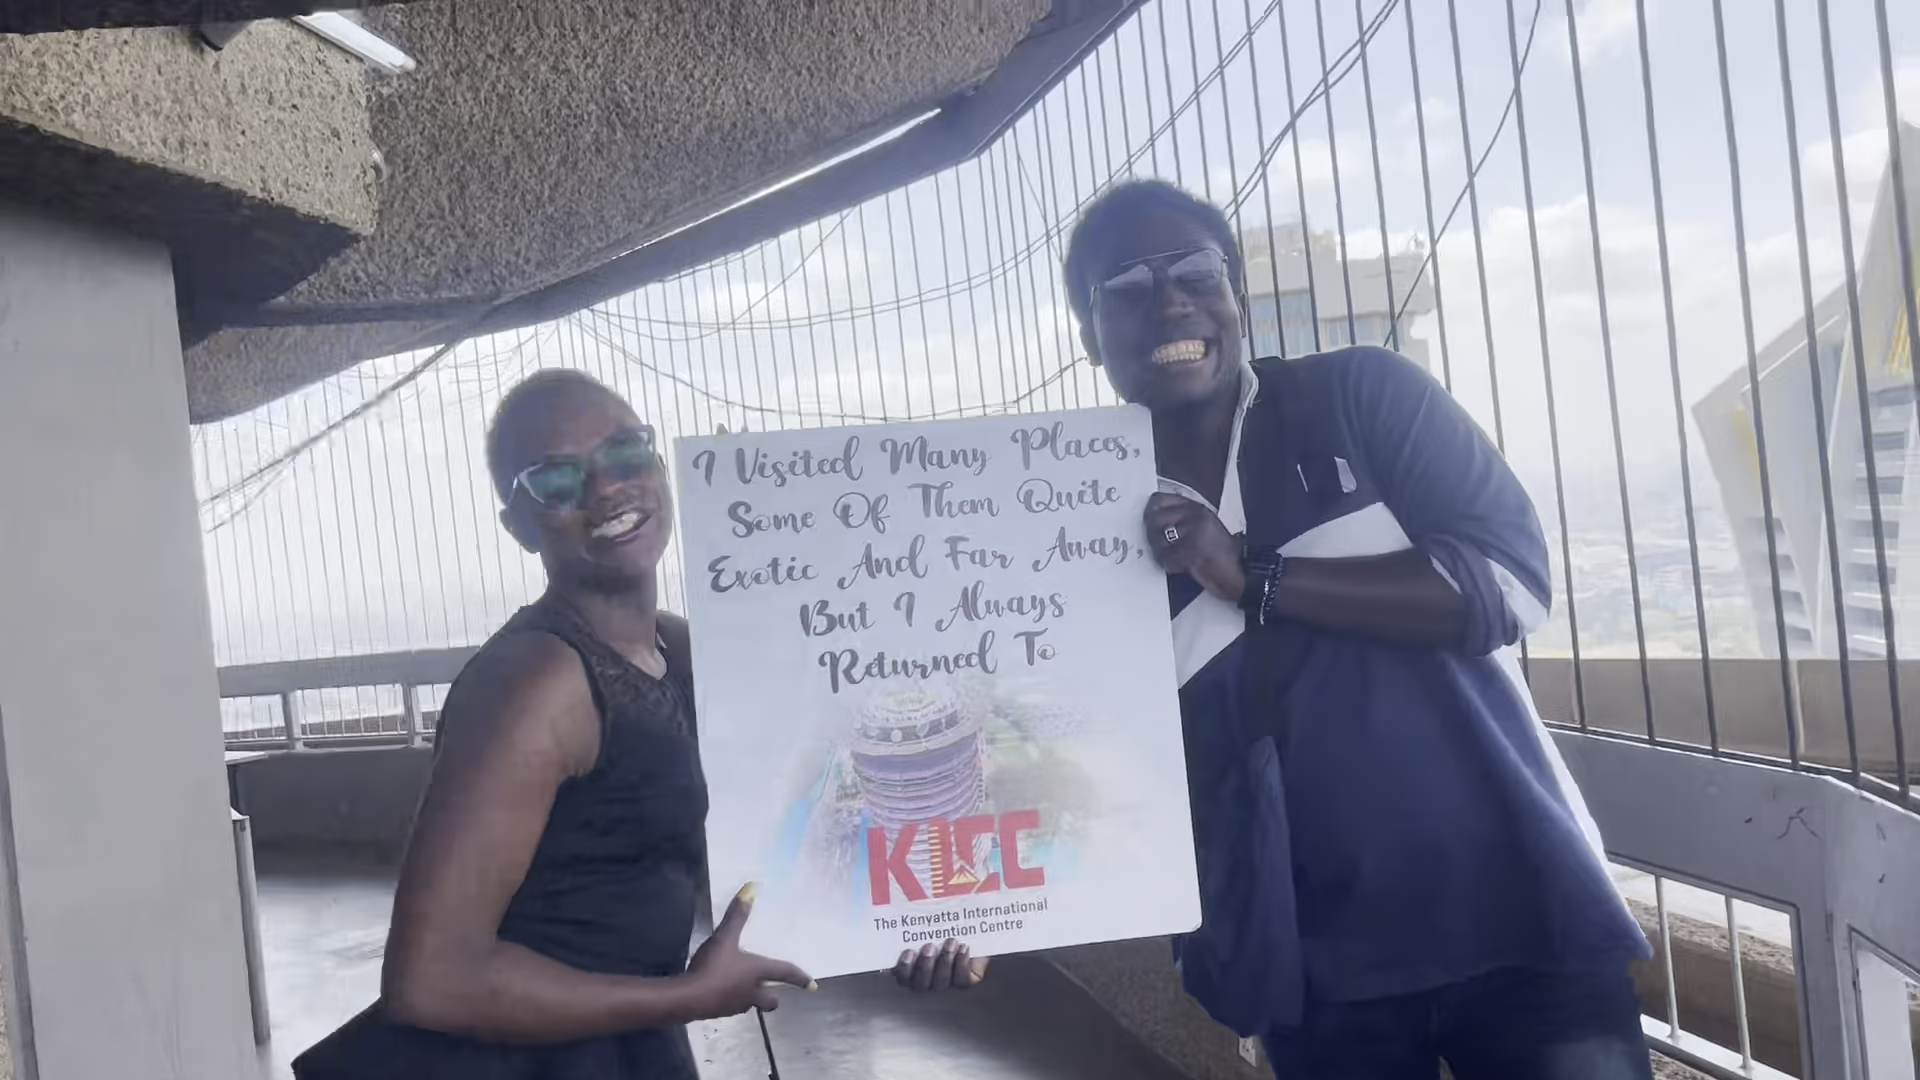 I Visited Many Places,
Some Of Them Quite
Exotic And Far Away,
But I Always
Returned To
KICC
The Kenyatta International
Convention Centre